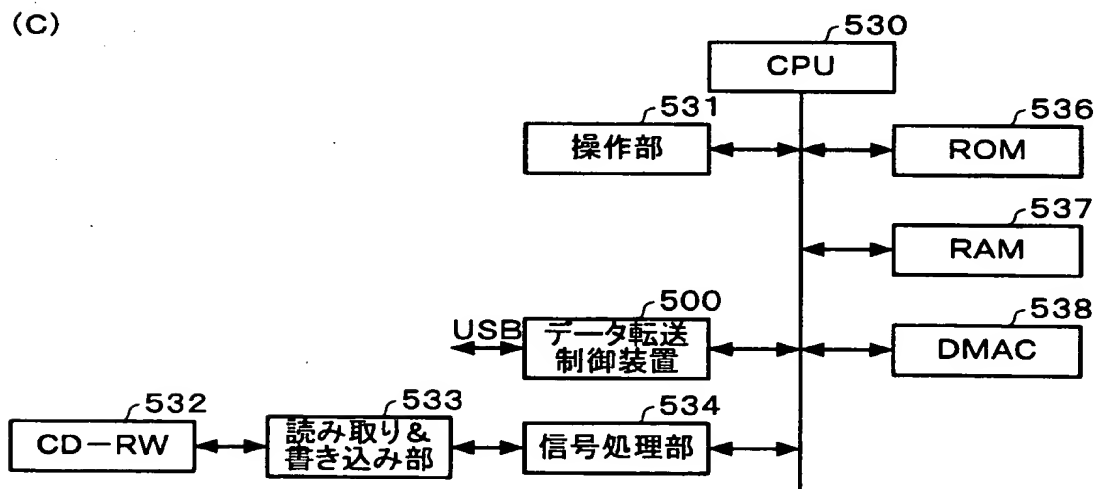 (C)
530
CPU
531
操作部
536
ROM
537
RAM
500
USB
データ転送
制御装置
538
DMAC
532
CD-RW
533
読み取り&
書き込み部
534
信号処理部